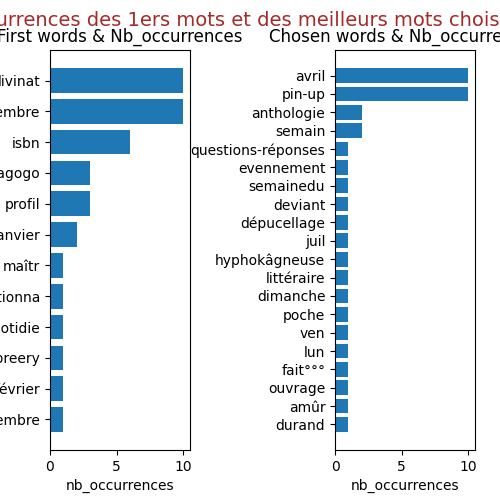 urrences des 1ers mots et des meilleurs mots chois
First words & Nb_occurrences
livinat
embre
isbn
agogo
profil
anvier
maîtr
tionna
otidie
oreery
évrier
embre
0 5 10
nb_occurrences
Chosen words & Nb_occurre
avril
pin-up
anthologie
semain
questions-réponses
evennement
semainedu
deviant
dépucellage
juil
hyphokâgneuse
littéraire
dimanche
poche
ven
lun
fait°°°
ouvrage
amûr
durand
0 5 10
nb_occurrences